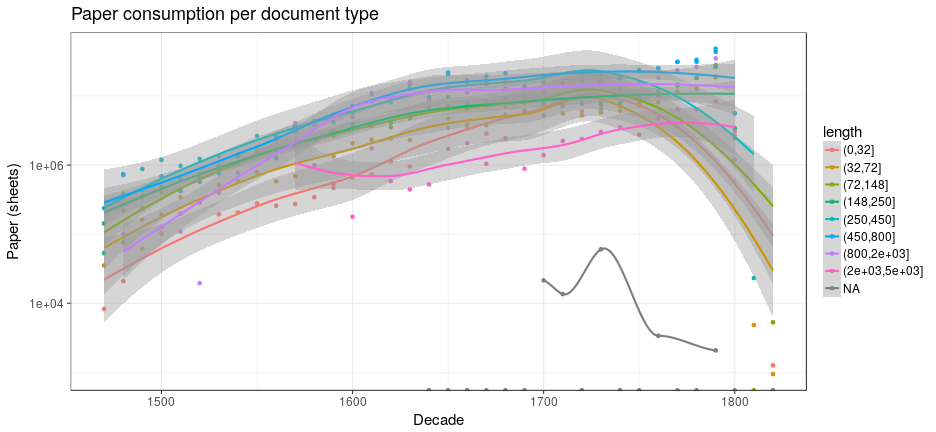 Paper consumption per document type
Paper (sheets)
1e+06
1e+04
1500
1600
1700
1800
Decade
length
(0,32]
(32,72]
(72,148]
(148,250]
(250,450]
(450,800]
(800,2e+03]
(2e+03,5e+03]
NA